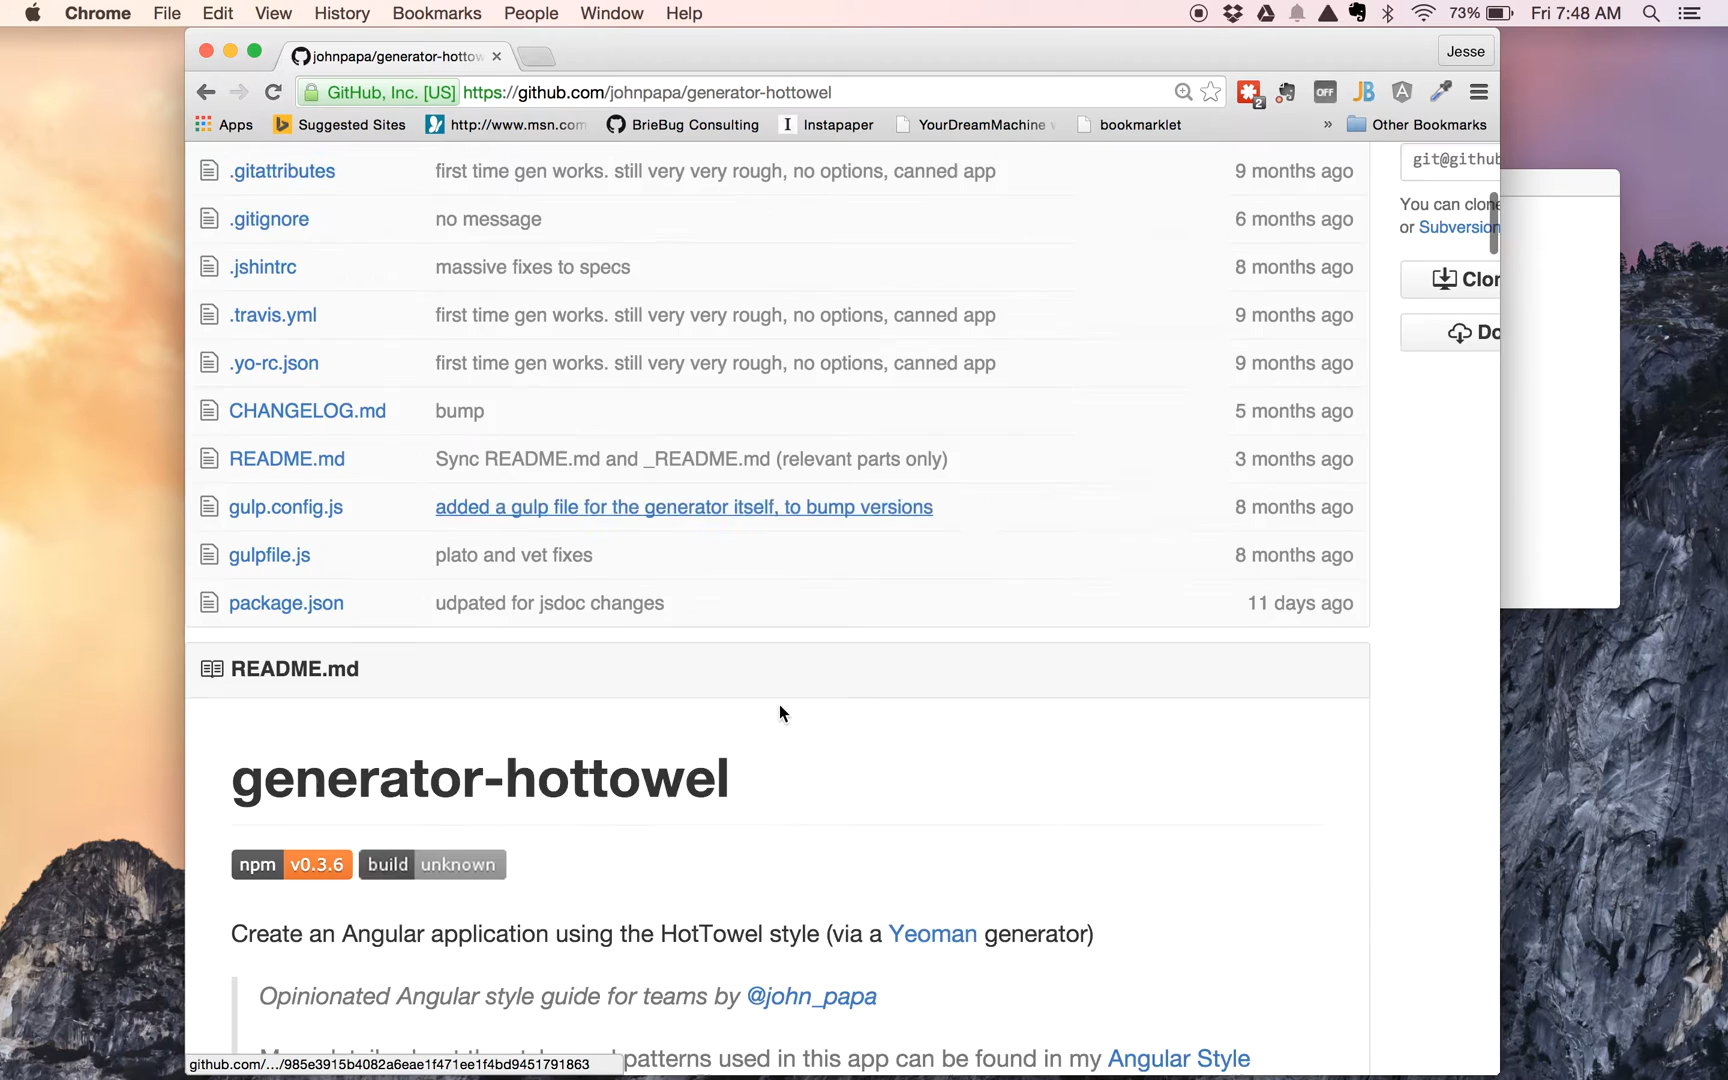 Chrome File Edit View History Bookmarks People Window Help 73% Fri 7:48 AM
johnpapa/generator-hottow Jesse
GitHub, Inc. [US] https://github.com/johnpapa/generator-hottowel 2 OFF JB
Apps Suggested Sites http://www.msn.com BrieBug Consulting Instapaper YourDreamMachine bookmarklet » Other Bookmarks
.gitattributes first time gen works. still very very rough, no options, canned app 9 months ago
git@github
.gitignore no message 6 months ago
You can clone
or Subversion
.jshintrc massive fixes to specs 8 months ago
Clon
.travis.yml first time gen works. still very very rough, no options, canned app 9 months ago
Do
.yo-rc.json first time gen works. still very very rough, no options, canned app 9 months ago
CHANGELOG.md bump 5 months ago
README.md Sync README.md and _README.md (relevant parts only) 3 months ago
gulp.config.js added a gulp file for the generator itself, to bump versions 8 months ago
gulpfile.js plato and vet fixes 8 months ago
package.json udpated for jsdoc changes 11 days ago
README.md
generator-hottowel
npm v0.3.6 build unknown
Create an Angular application using the HotTowel style (via a Yeoman generator)
Opinionated Angular style guide for teams by @john_papa
patterns used in this app can be found in my Angular Style
github.com/.../985e3915b4082a6eae1f471ee1f4bd9451791863